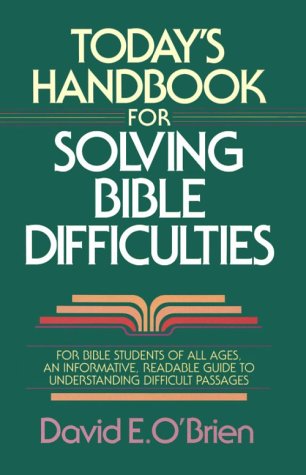 TODAY'S
HANDBOOK
FOR
SOLVING
BIBLE
DIFFICULTIES
FOR BIBLE STUDENTS OF ALL AGES,
AN INFORMATIVE, READABLE GUIDE TO
UNDERSTANDING DIFFICULT PASSAGES
David E. O'Brien